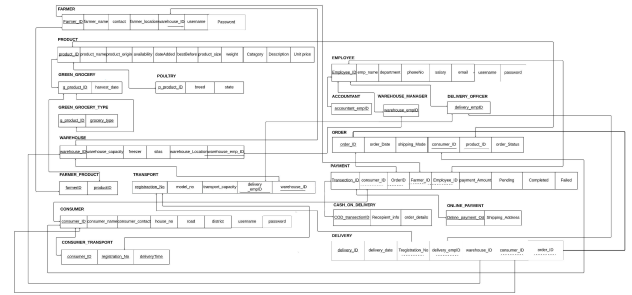 FARMER
Farmer_ID farmer_name contact farmer_location warehouse_ID username Password
PRODUCT
product_ID product_name product_origin availability dateAdded bestBefore product_size weight Category Description Unit price
GREEN_GROCERY
g_product_ID harvest_date
POULTRY
p_product_ID breed state
EMPLOYEE
Employee_ID emp_name department phoneNo salary email username password
ACCOUNTANT
accountant_empID
WAREHOUSE_MANAGER
warehouse_empID
DELIVERY_OFFICER
delivery_empID
GREEN_GROCERY_TYPE
g_product_ID grocery_type
ORDER
order_ID order_Date shipping_Mode consumer_ID product_ID order_Status
WAREHOUSE
warehouse_ID warehouse_capacity freezer silos warehouse_Location warehouse_emp_ID
PAYMENT
Transaction_ID consumer_ID OrderID Farmer_ID Employee_ID payment_Amount Pending Completed Failed
FARMER_PRODUCT
farmerID productID
TRANSPORT
registration_No model_no transport_capacity delivery_empID warehouse_ID
CASH_ON_DELIVERY
COD_transactionID Recepient_info order_details
ONLINE_PAYMENT
Online_payment_ID Shipping_Address
CONSUMER
consumer_ID consumer_name consumer_contact house_no road district username password
DELIVERY
delivery_ID delivery_date registration_No delivery_empID warehouse_ID consumer_ID order_ID
CONSUMER_TRANSPORT
consumer_ID registration_No deliveryTime